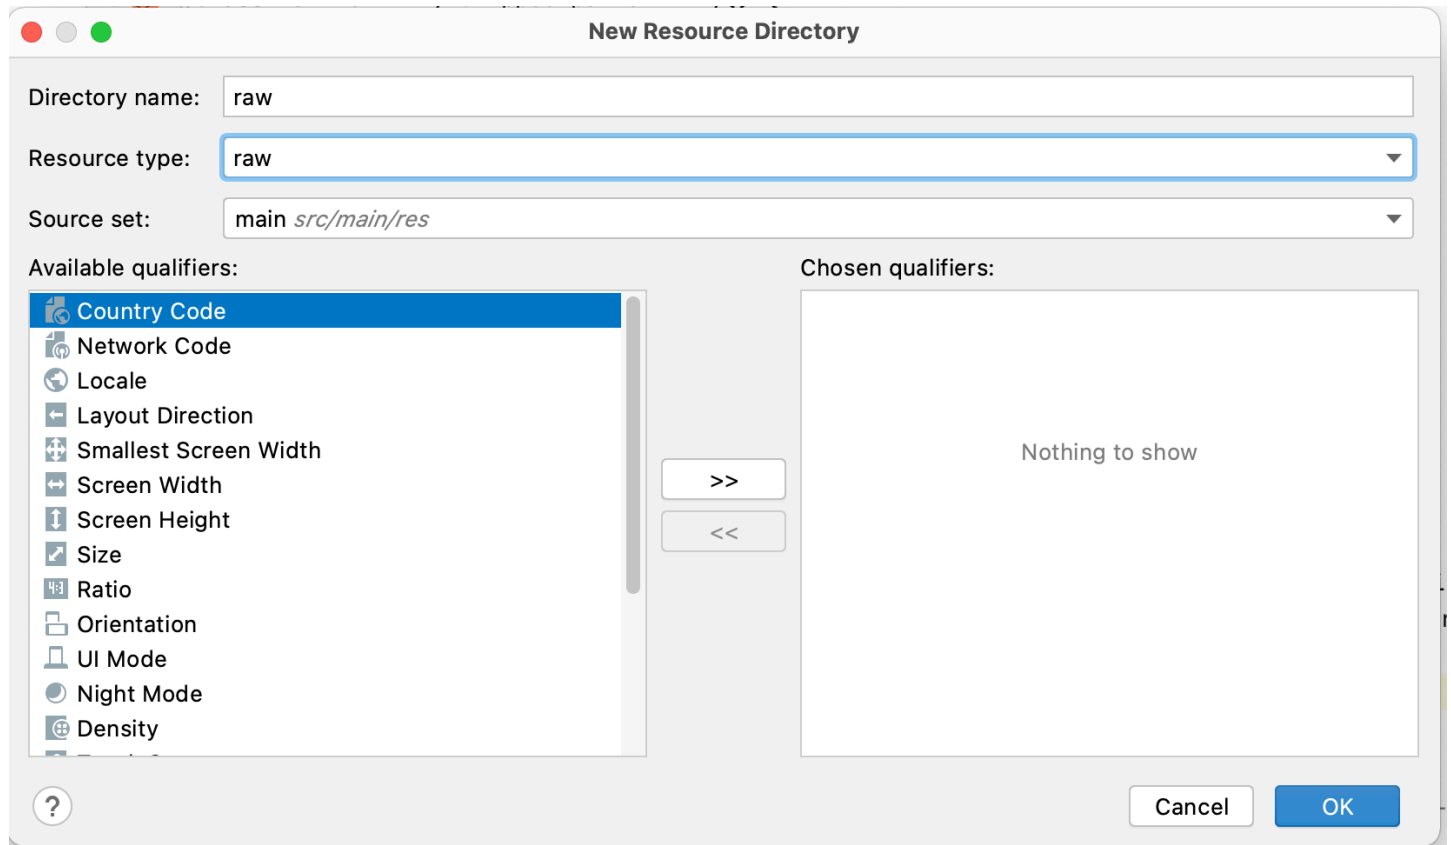 New Resource Directory
Directory name: raw
Resource type: raw
Source set: main src/main/res
Available qualifiers:
Country Code
Network Code
Locale
Layout Direction
Smallest Screen Width
Screen Width
Screen Height
Size
4:3 Ratio
Orientation
UI Mode
Night Mode
Density
>>
<<
Chosen qualifiers:
Nothing to show
?
Cancel
OK